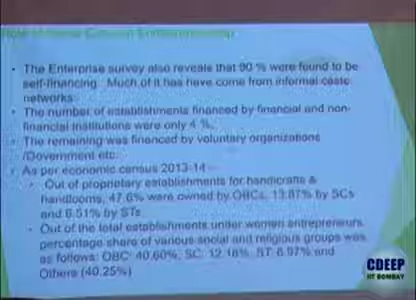 The Enterprise survey also reveals that 90 % were found to be
self-financing. Much of it has have come from informal caste
networks.
The number of establishments financed by financial and non-
financial institutions were only 4 %.
The remaining was financed by voluntary organizations
/Government etc.
As per economic census 2013-14 –
Out of proprietary establishments for handicrafts &
handlooms, 47.6% were owned by OBCs, 13.87% by SCs
and 6.51% by STs.
Out of the total establishments under women entrepreneurs,
percentage share of various social and religious groups was
as follows: OBC: 40.60%, SC: 12.18%, ST: 6.97% and
Others (40.25%)
CDEEP
IIT BOMBAY